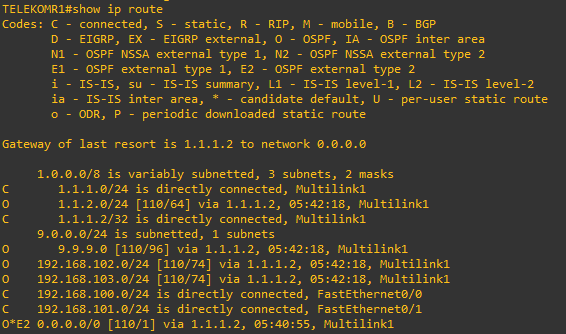 TELEKOMR1#show ip route
Codes: C - connected, S - static, R - RIP, M - mobile, B - BGP
       D - EIGRP, EX - EIGRP external, O - OSPF, IA - OSPF inter area
       N1 - OSPF NSSA external type 1, N2 - OSPF NSSA external type 2
       E1 - OSPF external type 1, E2 - OSPF external type 2
       i - IS-IS, su - IS-IS summary, L1 - IS-IS level-1, L2 - IS-IS level-2
       ia - IS-IS inter area, * - candidate default, U - per-user static route
       o - ODR, P - periodic downloaded static route
Gateway of last resort is 1.1.1.2 to network 0.0.0.0
     1.0.0.0/8 is variably subnetted, 3 subnets, 2 masks
C       1.1.1.0/24 is directly connected, Multilink1
O       1.1.2.0/24 [110/64] via 1.1.1.2, 05:42:18, Multilink1
C       1.1.1.2/32 is directly connected, Multilink1
     9.0.0.0/24 is subnetted, 1 subnets
O       9.9.9.0 [110/96] via 1.1.1.2, 05:42:18, Multilink1
O    192.168.102.0/24 [110/74] via 1.1.1.2, 05:42:18, Multilink1
O    192.168.103.0/24 [110/74] via 1.1.1.2, 05:42:18, Multilink1
C    192.168.100.0/24 is directly connected, FastEthernet0/0
C    192.168.101.0/24 is directly connected, FastEthernet0/1
O*E2 0.0.0.0/0 [110/1] via 1.1.1.2, 05:40:55, Multilink1